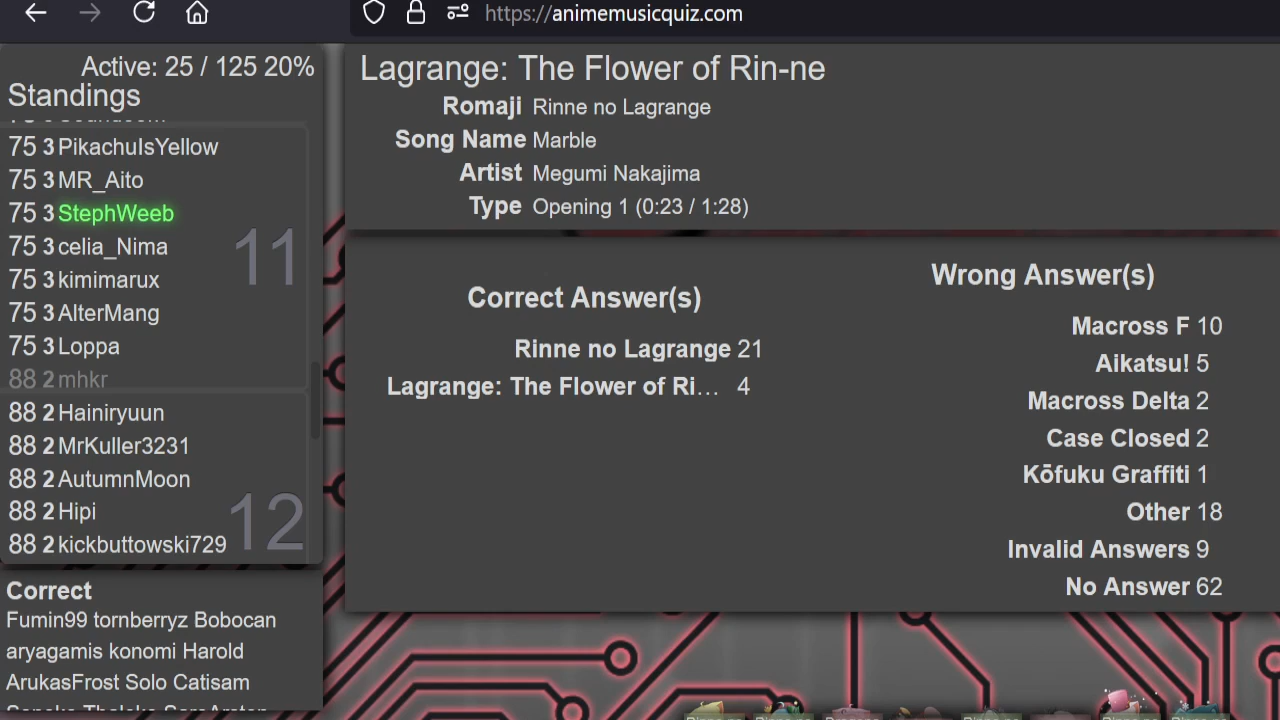 https://animemusicquiz.com
Active: 25 / 125 20%
Standings
75 3 PikachuIsYellow
75 3 MR_Aito
75 3 StephWeeb
75 3 celia_Nima
11
75 3 kimimarux
75 3 AlterMang
75 3 Loppa
88 2 mhkr
88 2 Hainiryuun
88 2 MrKuller3231
88 2 AutumnMoon
88 2 Hipi
12
88 2 kickbuttowski729
Correct
Fumin99 tornberryz Bobocan
aryagamis konomi Harold
ArukasFrost Solo Catisam
Lagrange: The Flower of Rin-ne
Romaji Rinne no Lagrange
Song Name Marble
Artist Megumi Nakajima
Type Opening 1 (0:23 / 1:28)
Correct Answer(s)
Rinne no Lagrange 21
Lagrange: The Flower of Ri... 4
Wrong Answer(s)
Macross F 10
Aikatsu! 5
Macross Delta 2
Case Closed 2
Kōfuku Graffiti 1
Other 18
Invalid Answers 9
No Answer 62